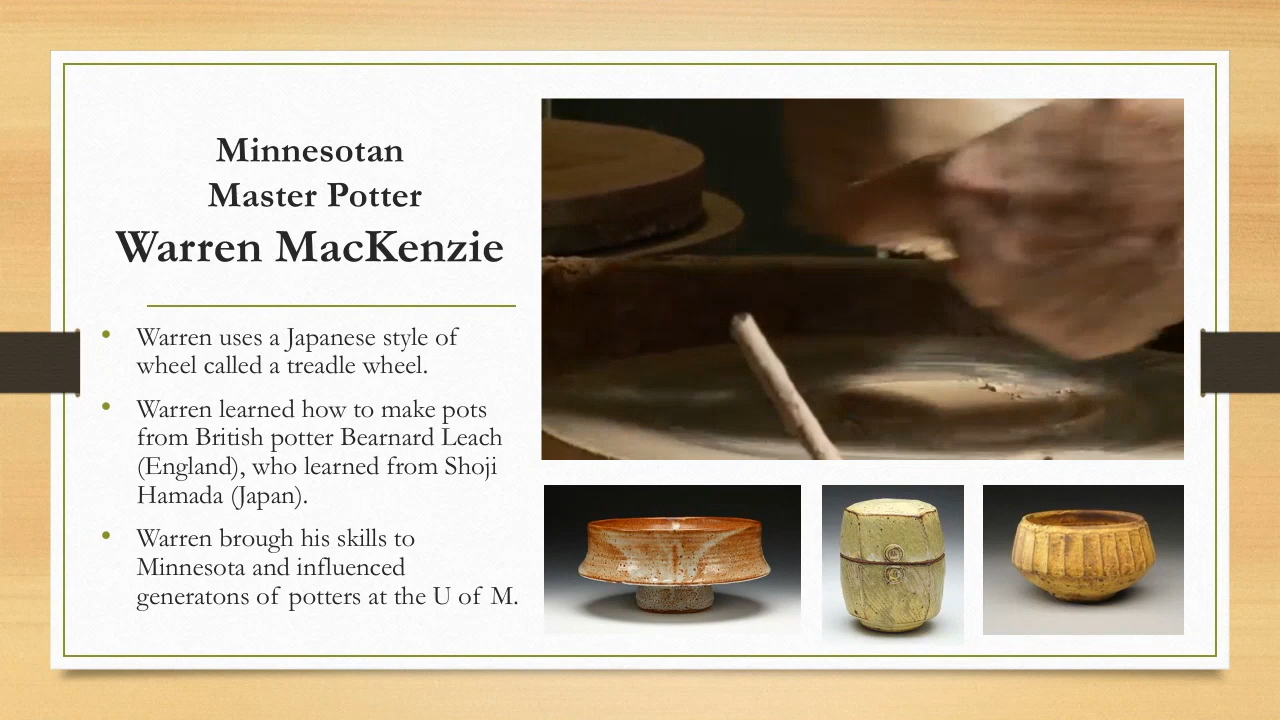 Minnesotan
Master Potter
Warren MacKenzie
• Warren uses a Japanese style of
wheel called a treadle wheel.
• Warren learned how to make pots
from British potter Bearnard Leach
(England), who learned from Shoji
Hamada (Japan).
• Warren brough his skills to
Minnesota and influenced
generatons of potters at the U of M.